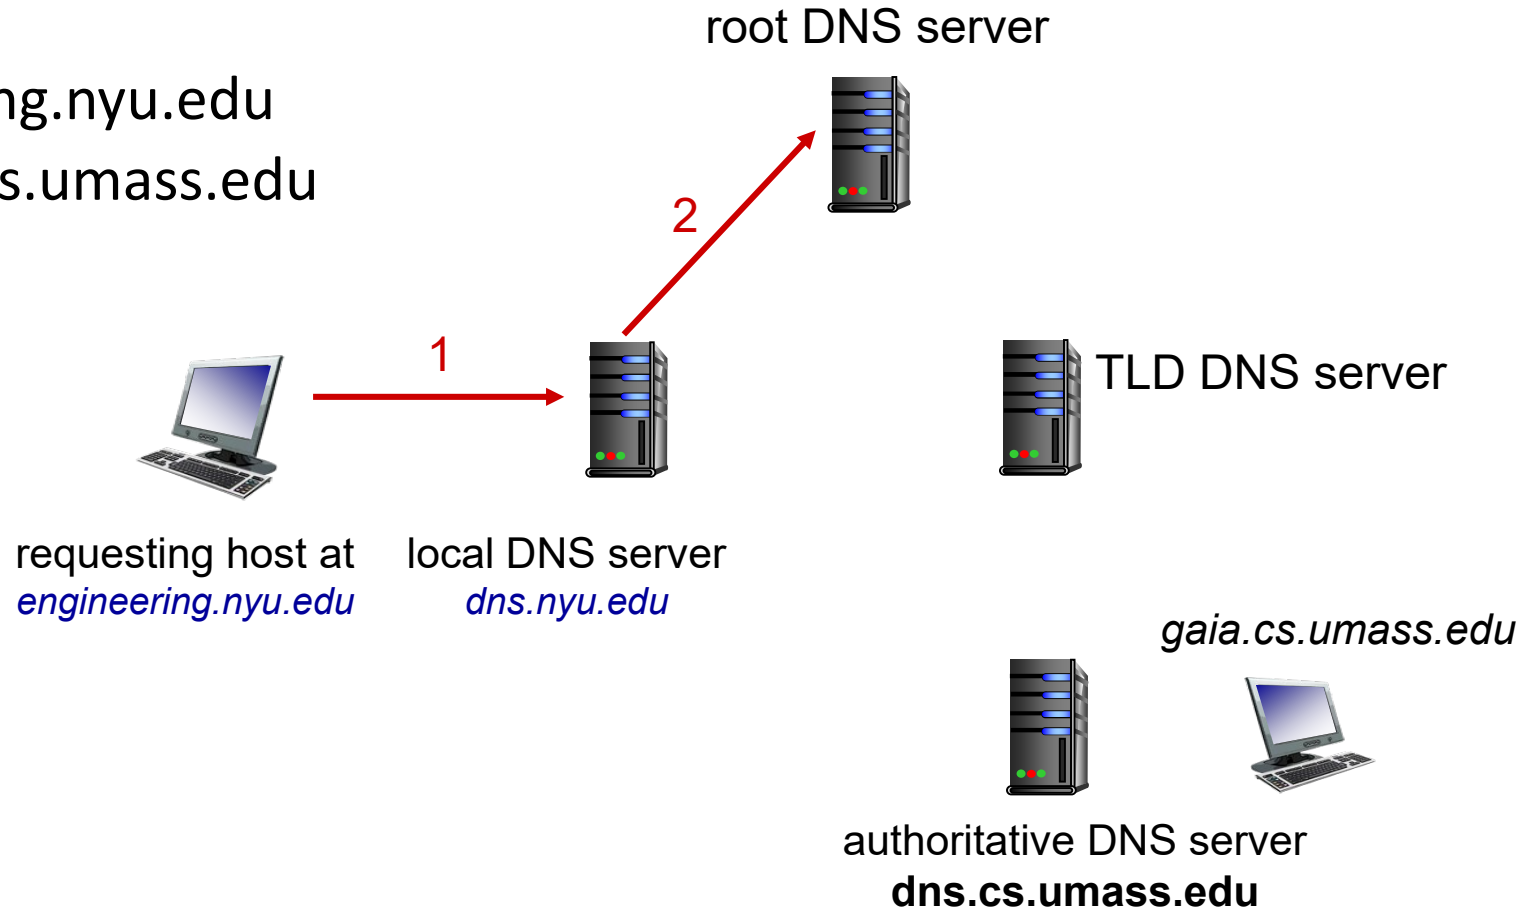 root DNS server
ng.nyu.edu
s.umass.edu
2
1
TLD DNS server
requesting host at
engineering.nyu.edu
local DNS server
dns.nyu.edu
gaia.cs.umass.edu
authoritative DNS server
dns.cs.umass.edu